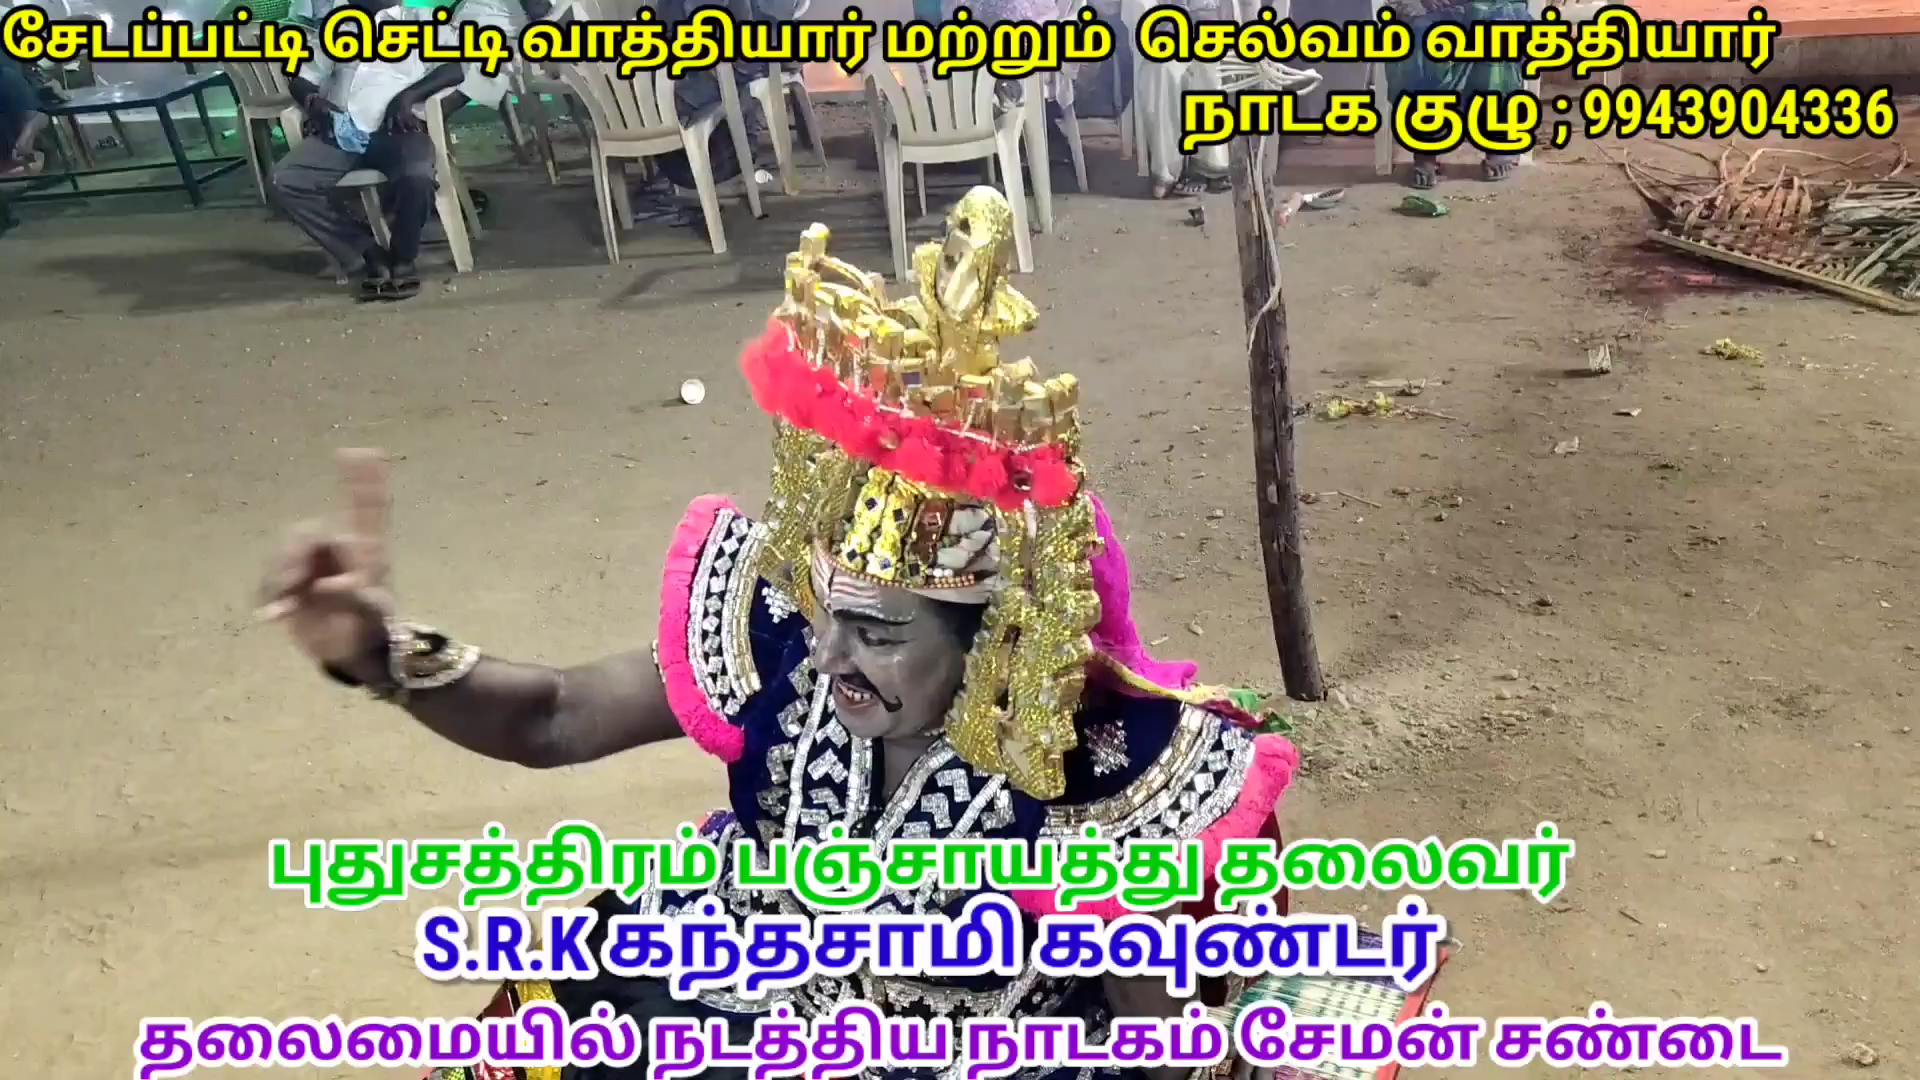 சேடப்பட்டி செட்டி வாத்தியார் மற்றும் செல்வம் வாத்தியார்
நாடக குழு ; 9943904336
புதுசத்திரம் பஞ்சாயத்து தலைவர்
S.R.K கந்தசாமி கவுண்டர்
தலைமையில் நடத்திய நாடகம் சேமன் சண்டை